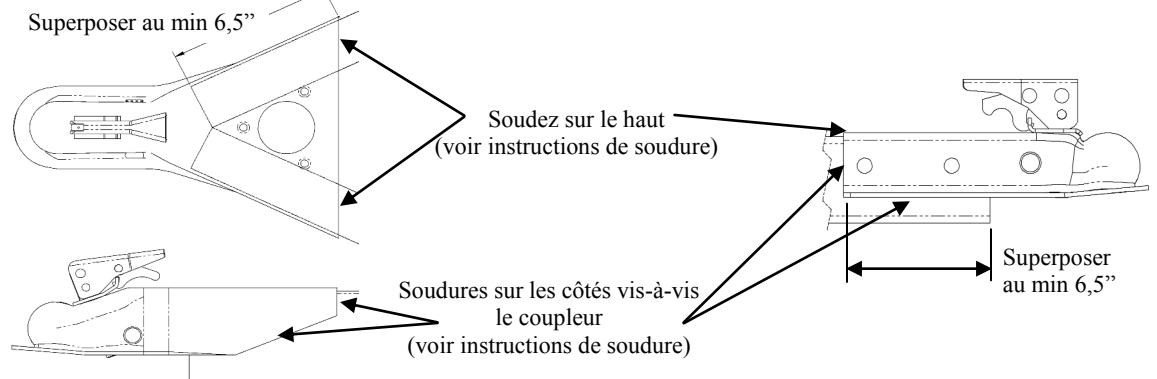 Superposer au min 6,5”
Soudez sur le haut
(voir instructions de soudure)
Superposer
au min 6,5”
Soudures sur les côtés vis-à-vis
le coupleur
(voir instructions de soudure)